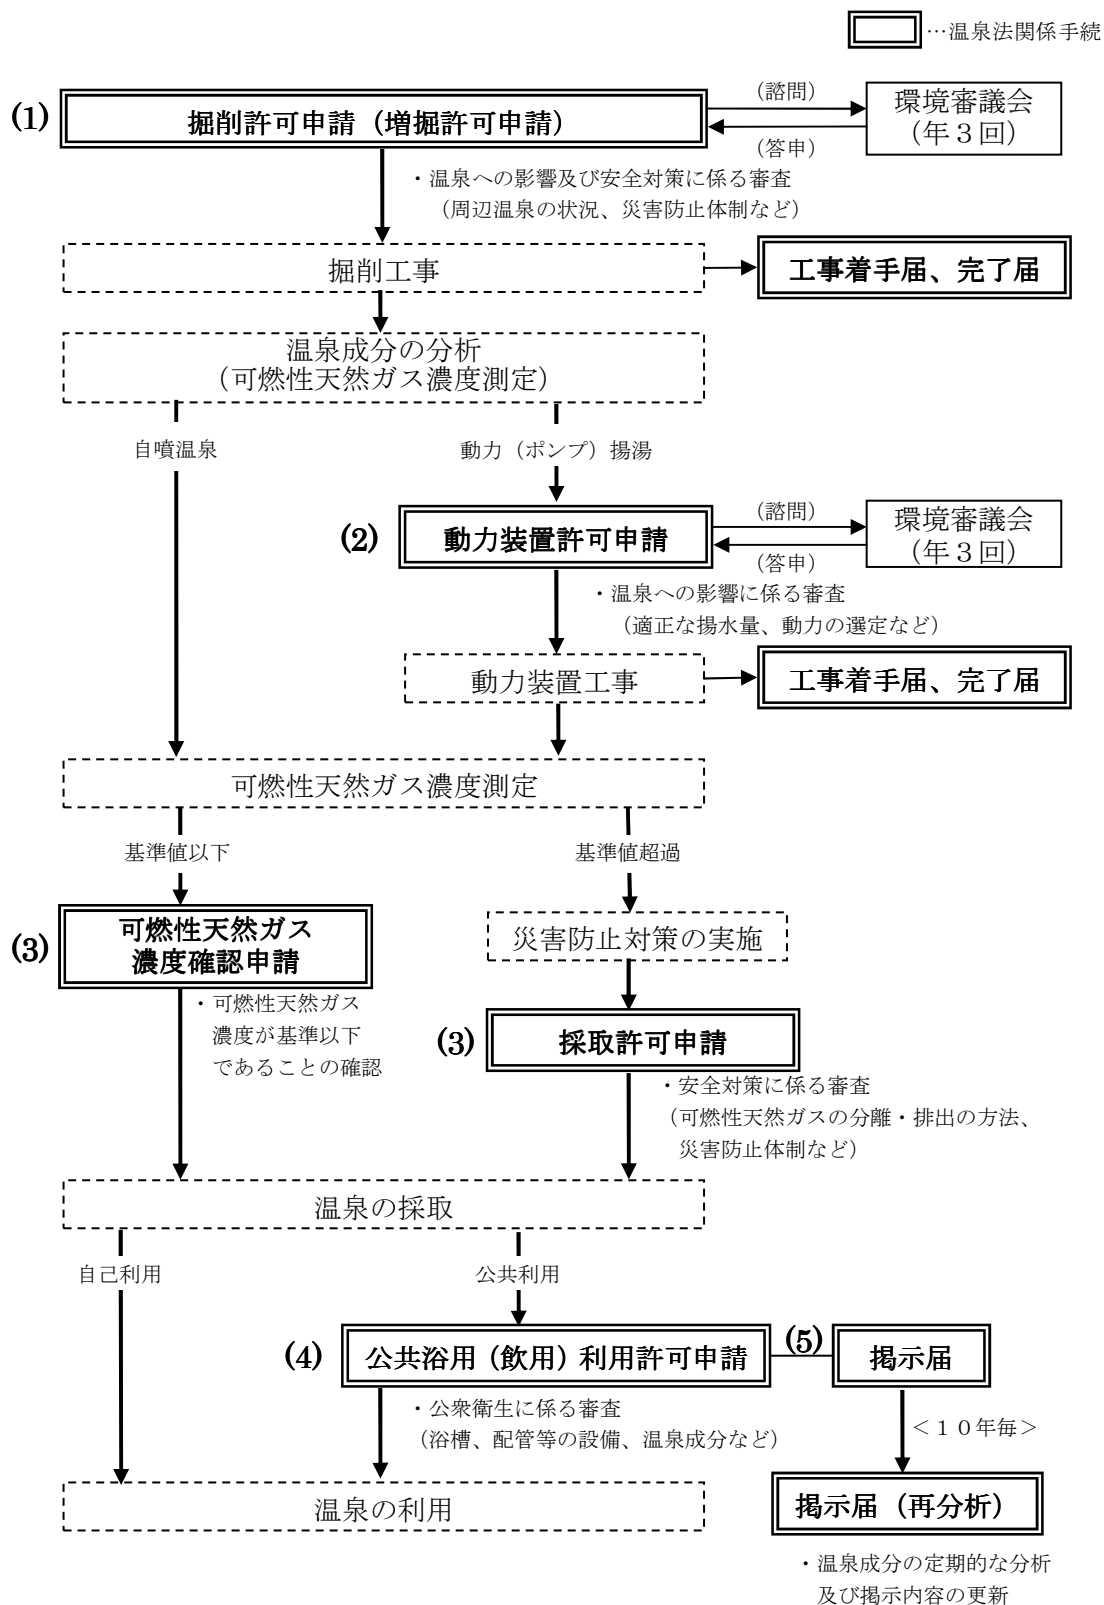 …温泉法関係手続
(1)
掘削許可申請（増掘許可申請）
（諮問）
（答申）
環境審議会
（年３回）
・温泉への影響及び安全対策に係る審査
（周辺温泉の状況、災害防止体制など）
掘削工事
工事着手届、完了届
温泉成分の分析
（可燃性天然ガス濃度測定）
自噴温泉
動力（ポンプ）揚湯
(2)
動力装置許可申請
（諮問）
（答申）
環境審議会
（年３回）
・温泉への影響に係る審査
（適正な揚水量、動力の選定など）
動力装置工事
工事着手届、完了届
可燃性天然ガス濃度測定
基準値以下
基準値超過
(3)
可燃性天然ガス
濃度確認申請
・可燃性天然ガス
濃度が基準以下
であることの確認
災害防止対策の実施
(3)
採取許可申請
・安全対策に係る審査
（可燃性天然ガスの分離・排出の方法、
災害防止体制など）
温泉の採取
自己利用
公共利用
(4)
公共浴用（飲用）利用許可申請
(5)
掲示届
・公衆衛生に係る審査
（浴槽、配管等の設備、温泉成分など）
＜１０年毎＞
温泉の利用
掲示届（再分析）
・温泉成分の定期的な分析
及び掲示内容の更新